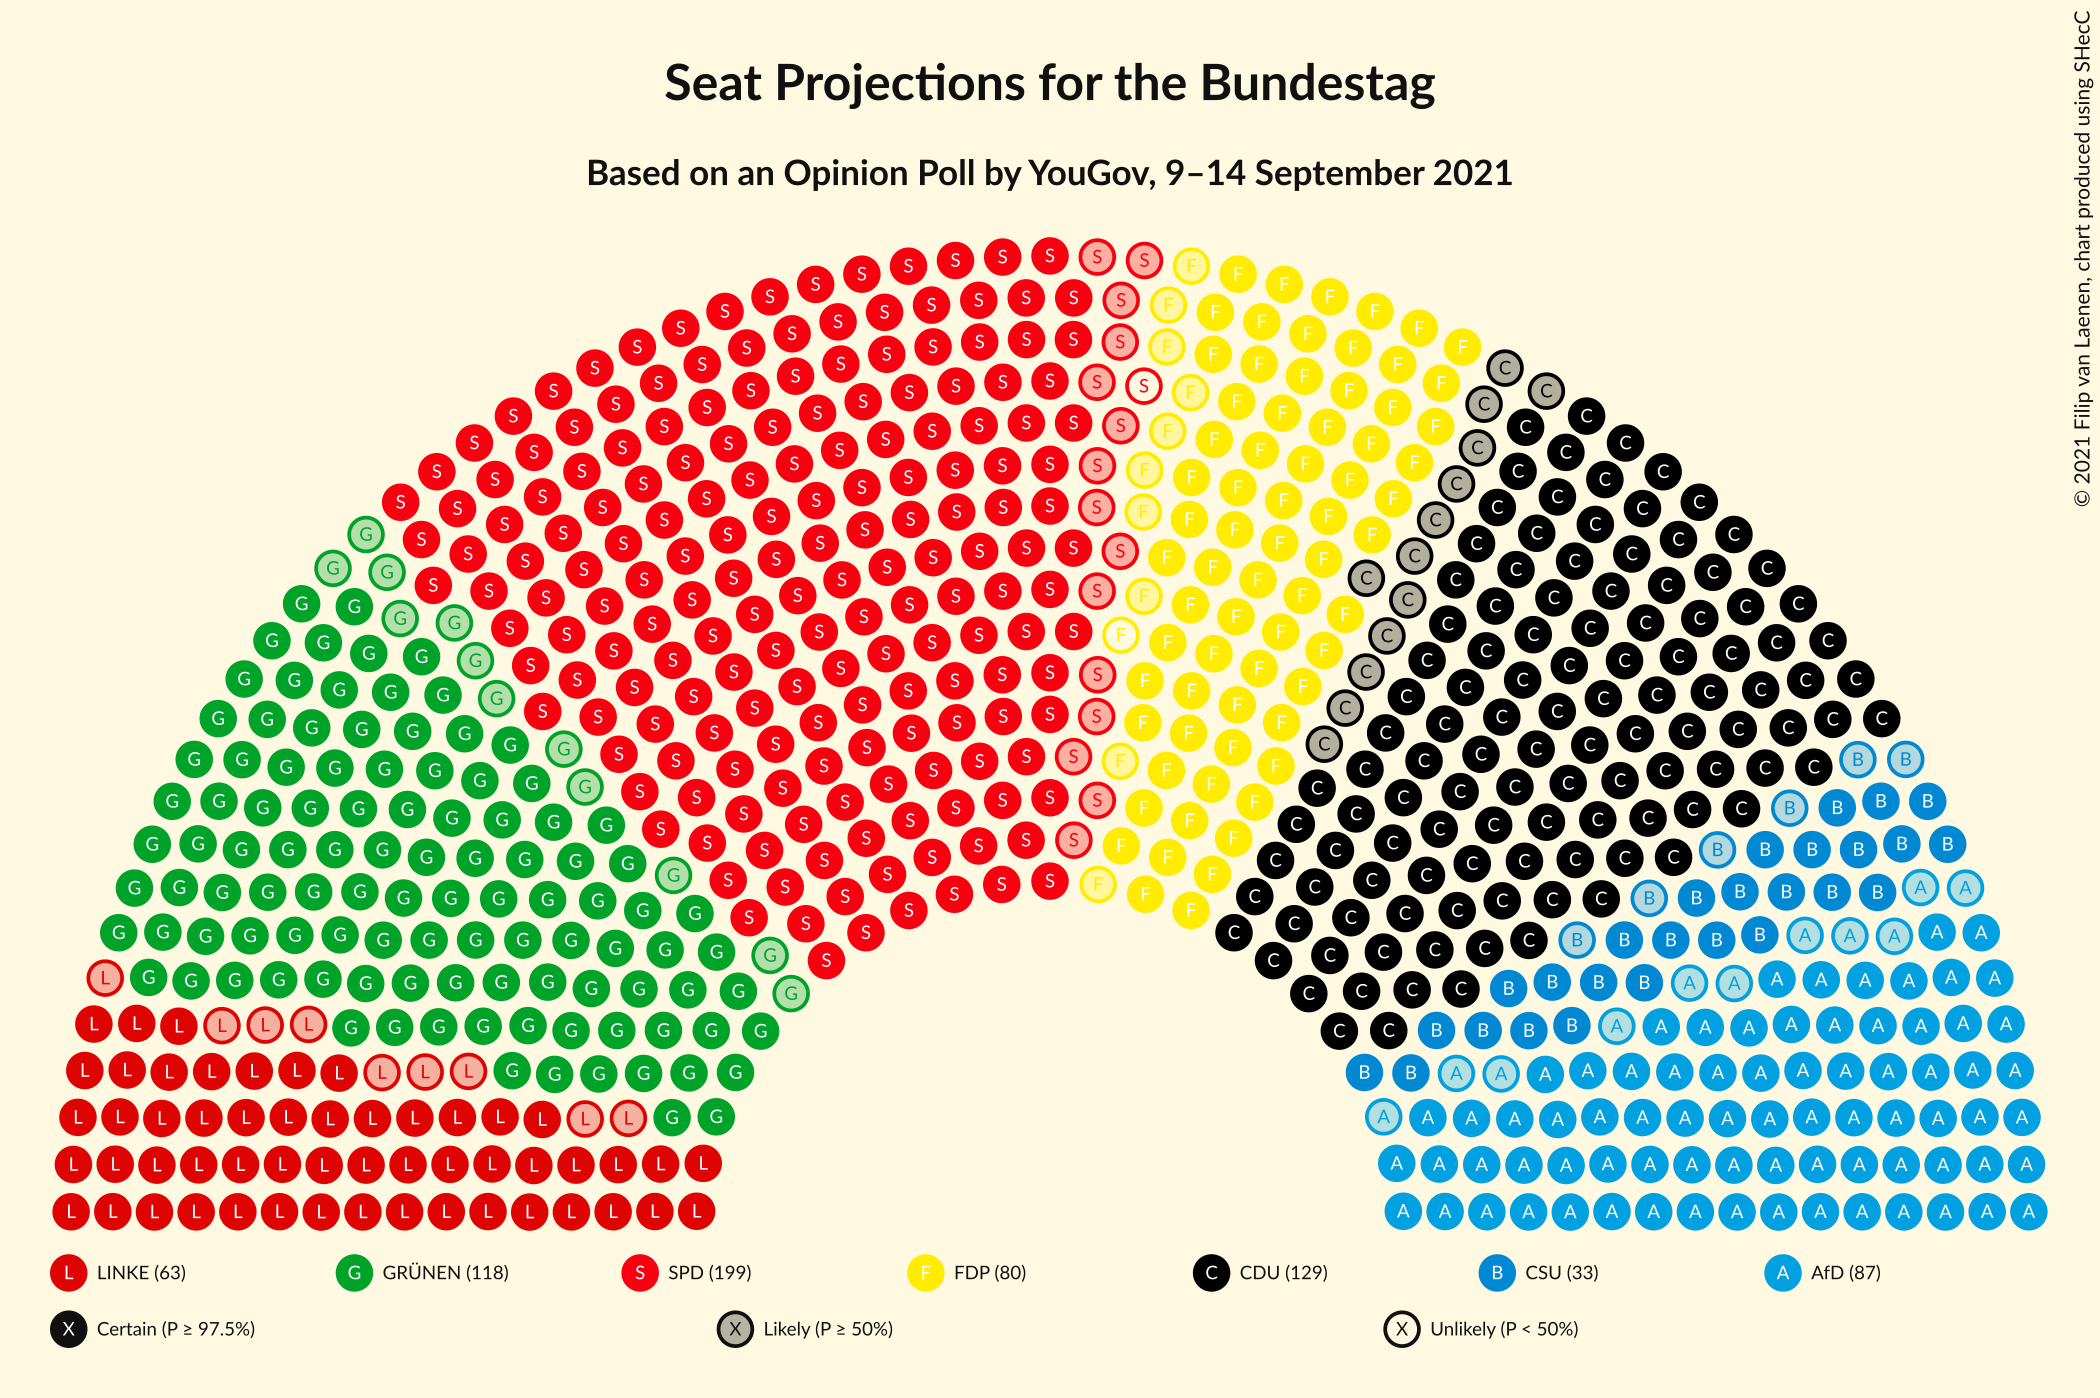 Seat Projections for the Bundestag
Based on an Opinion Poll by YouGov, 9–14 September 2021
© 2021 Filip van Laenen, chart produced using SHecC
L LINKE (63) G GRÜNEN (118) S SPD (199) F FDP (80) C CDU (129) B CSU (33) A AfD (87)
X Certain (P ≥ 97.5%) X Likely (P ≥ 50%) X Unlikely (P < 50%)